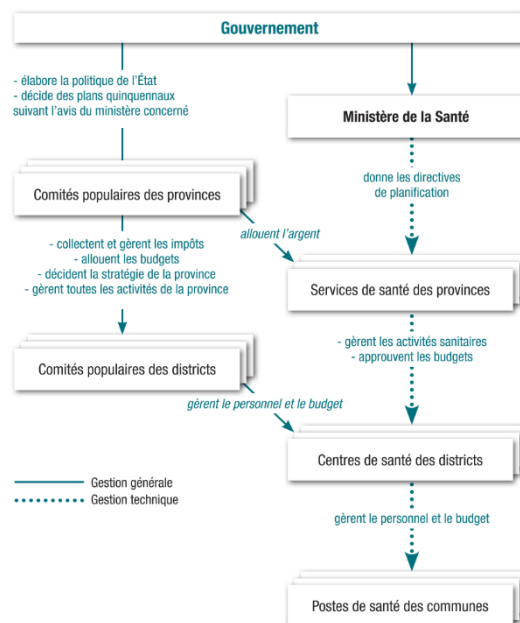 Gouvernement
- élabore la politique de l'État
- décide des plans quinquennaux
suivant l'avis du ministère concerné
Ministère de la Santé
donne les directives
de planification
Comités populaires des provinces
allouent l'argent
- collectent et gèrent les impôts
- allouent les budgets
- décident la stratégie de la province
- gèrent toutes les activités de la province
Services de santé des provinces
- gèrent les activités sanitaires
- approuvent les budgets
Comités populaires des districts
gérent le personnel et le budget
Centres de santé des districts
Gestion générale
Gestion technique
gèrent le personnel et le budget
Postes de santé des communes